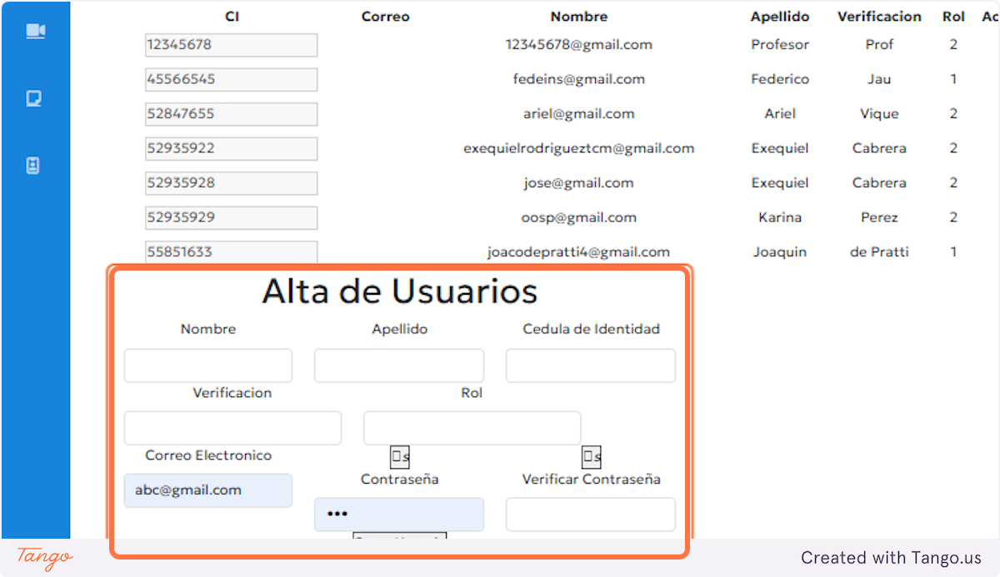 CI Correo Nombre Apellido Verificacion Rol Ac
12345678 12345678@gmail.com Profesor Prof 2
45566545 fedeins@gmail.com Federico Jau 1
52847655 ariel@gmail.com Ariel Vique 2
52935922 exequielrodrigueztcm@gmail.com Exequiel Cabrera 2
52935928 jose@gmail.com Exequiel Cabrera 2
52935929 oosp@gmail.com Karina Perez 2
55851633 joacodepratti4@gmail.com Joaquin de Pratti 1
Alta de Usuarios
Nombre Apellido Cedula de Identidad
Verificacion Rol
Correo Electronico
s s
Contraseña Verificar Contraseña
abc@gmail.com
•••
Tango Created with Tango.us